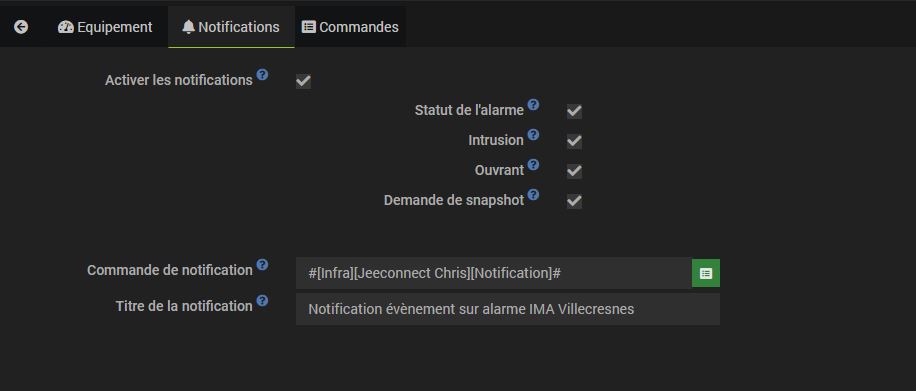 Equipement Notifications Commandes
Activer les notifications ?
Statut de l'alarme ?
Intrusion ?
Ouvrant ?
Demande de snapshot ?
Commande de notification ? #[Infra][Jeeconnect Chris][Notification]#
Titre de la notification ? Notification évènement sur alarme IMA Villecresnes